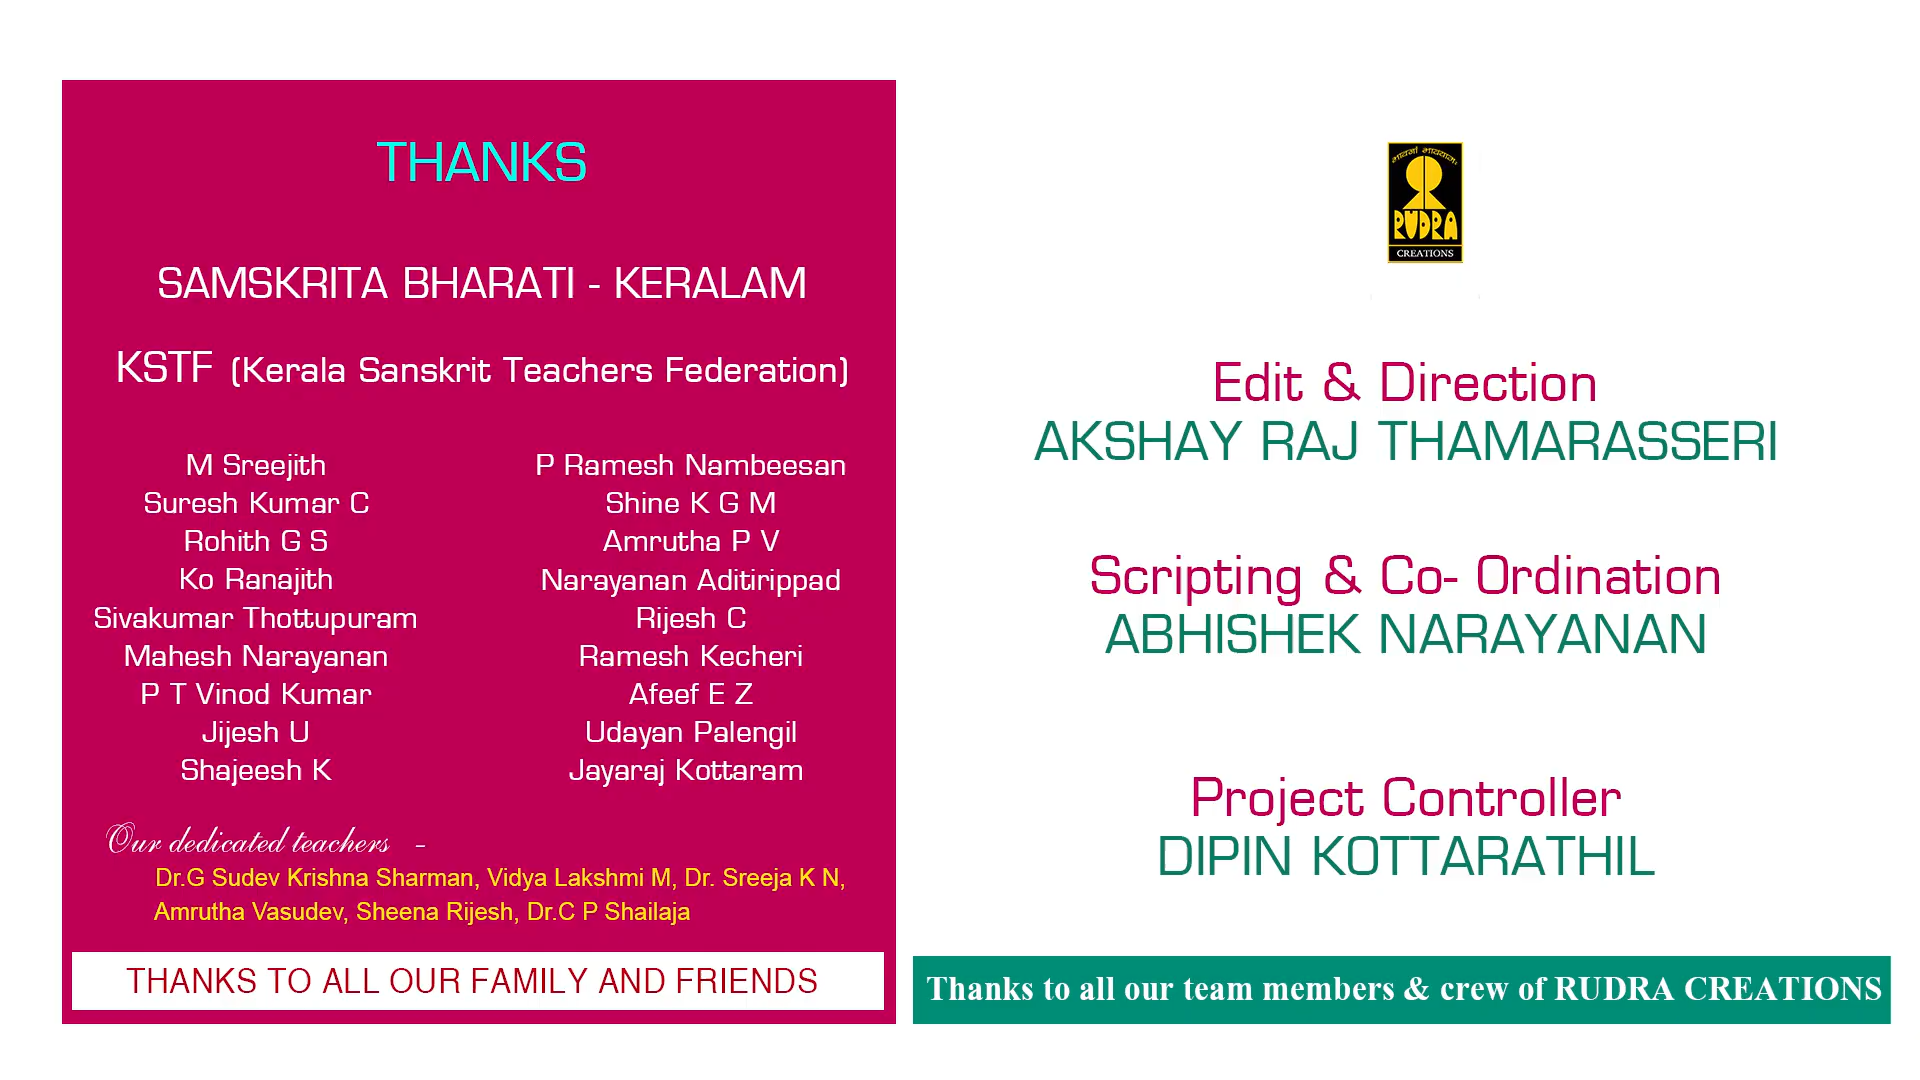 THANKS
SAMSKRITA BHARATI - KERALAM
KSTF (Kerala Sanskrit Teachers Federation)
M Sreejith
Suresh Kumar C
Rohith G S
Ko Ranajith
Sivakumar Thottupuram
Mahesh Narayanan
P T Vinod Kumar
Jijesh U
Shajeesh K
P Ramesh Nambeesan
Shine K G M
Amrutha P V
Narayanan Aditirippad
Rijesh C
Ramesh Kecheri
Afeef E Z
Udayan Palengil
Jayaraj Kottaram
Our dedicated teachers -
Dr.G Sudev Krishna Sharman, Vidya Lakshmi M, Dr. Sreeja K N,
Amrutha Vasudev, Sheena Rijesh, Dr.C P Shailaja
THANKS TO ALL OUR FAMILY AND FRIENDS
RUDRA
CREATIONS
Edit & Direction
AKSHAY RAJ THAMARASSERI
Scripting & Co- Ordination
ABHISHEK NARAYANAN
Project Controller
DIPIN KOTTARATHIL
Thanks to all our team members & crew of RUDRA CREATIONS